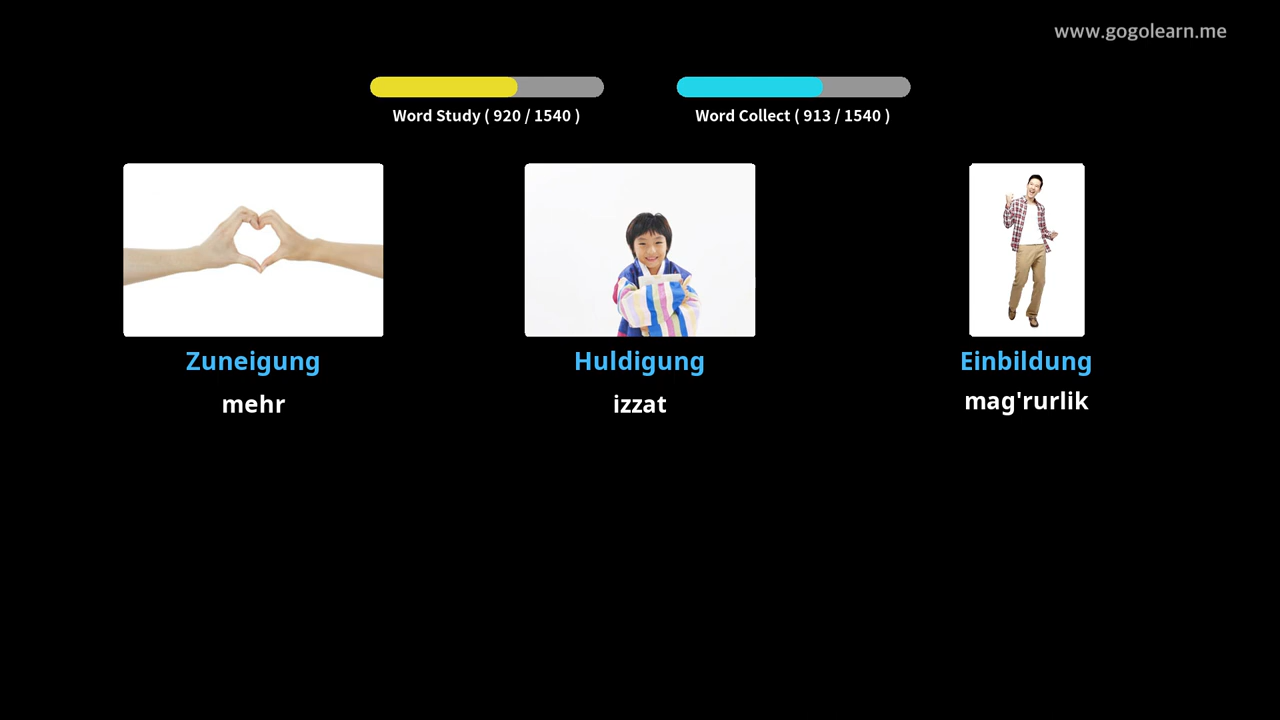 www.gogolearn.me
Word Study ( 920 / 1540 )
Word Collect ( 913 / 1540 )
Zuneigung
mehr
Huldigung
izzat
Einbildung
mag'rurlik